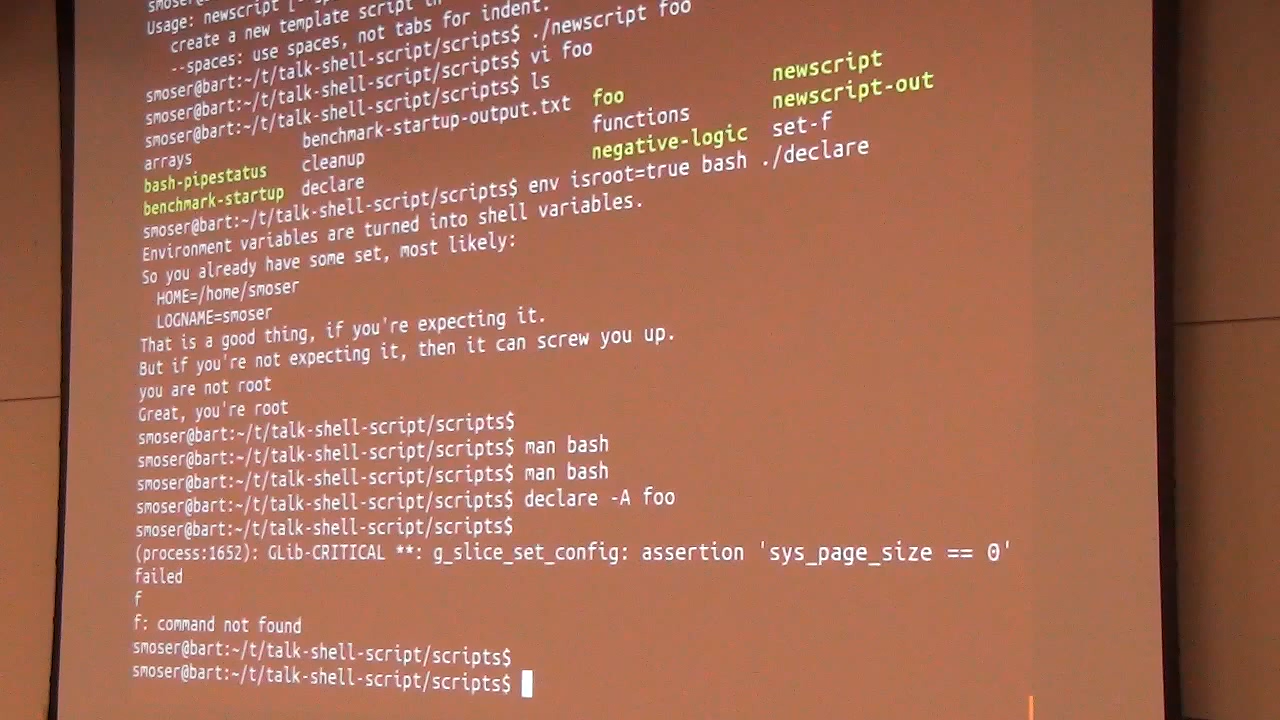 Usage: newscript [
create a new template script in
--spaces: use spaces, not tabs for indent.
smoser@bart:~/t/talk-shell-script/scripts$ ./newscript foo
smoser@bart:~/t/talk-shell-script/scripts$ vi foo
smoser@bart:~/t/talk-shell-script/scripts$ ls
arrays benchmark-startup-output.txt foo newscript
bash-pipestatus cleanup functions newscript-out
benchmark-startup declare negative-logic set-f
smoser@bart:~/t/talk-shell-script/scripts$ env isroot=true bash ./declare
Environment variables are turned into shell variables.
So you already have some set, most likely:
HOME=/home/smoser
LOGNAME=smoser
That is a good thing, if you're expecting it.
But if you're not expecting it, then it can screw you up.
you are not root
Great, you're root
smoser@bart:~/t/talk-shell-script/scripts$
smoser@bart:~/t/talk-shell-script/scripts$ man bash
smoser@bart:~/t/talk-shell-script/scripts$ man bash
smoser@bart:~/t/talk-shell-script/scripts$ declare -A foo
smoser@bart:~/t/talk-shell-script/scripts$
(process:1652): GLib-CRITICAL **: g_slice_set_config: assertion 'sys_page_size == 0'
failed
f
f: command not found
smoser@bart:~/t/talk-shell-script/scripts$
smoser@bart:~/t/talk-shell-script/scripts$